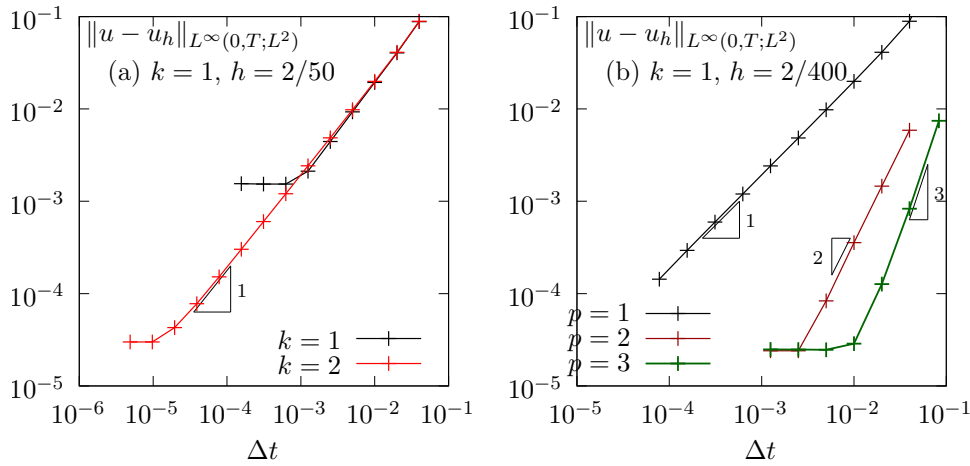 ‖u − u_h‖_{L^∞(0,T;L^2)}
(a) k = 1, h = 2/50
10^{-1}
10^{-2}
10^{-3}
10^{-4}
10^{-5}
1
k = 1
k = 2
10^{-6} 10^{-5} 10^{-4} 10^{-3} 10^{-2} 10^{-1}
Δt
‖u − u_h‖_{L^∞(0,T;L^2)}
(b) k = 1, h = 2/400
10^{-1}
10^{-2}
10^{-3}
10^{-4}
10^{-5}
1
2
3
p = 1
p = 2
p = 3
10^{-5} 10^{-4} 10^{-3} 10^{-2} 10^{-1}
Δt